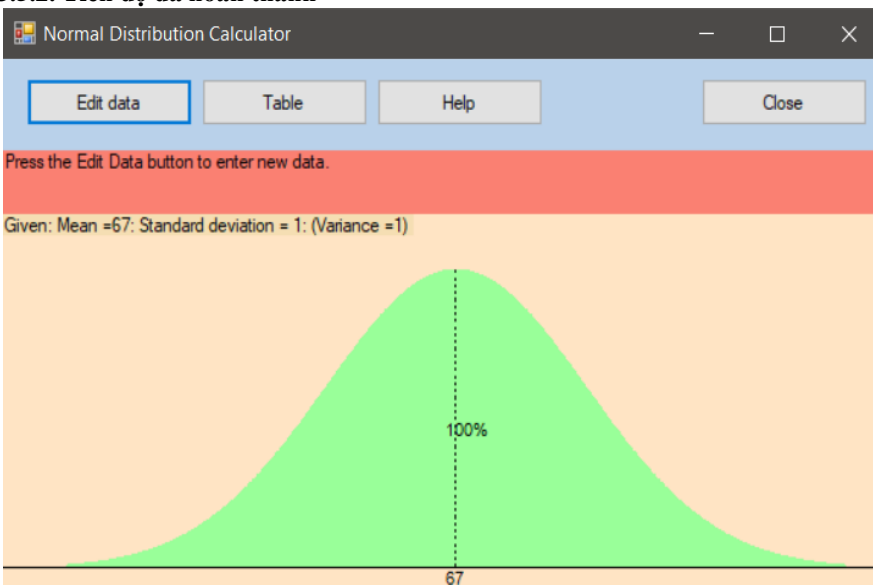 Normal Distribution Calculator
Edit data Table Help Close
Press the Edit Data button to enter new data.
Given: Mean =67: Standard deviation = 1: (Variance =1)
100%
67